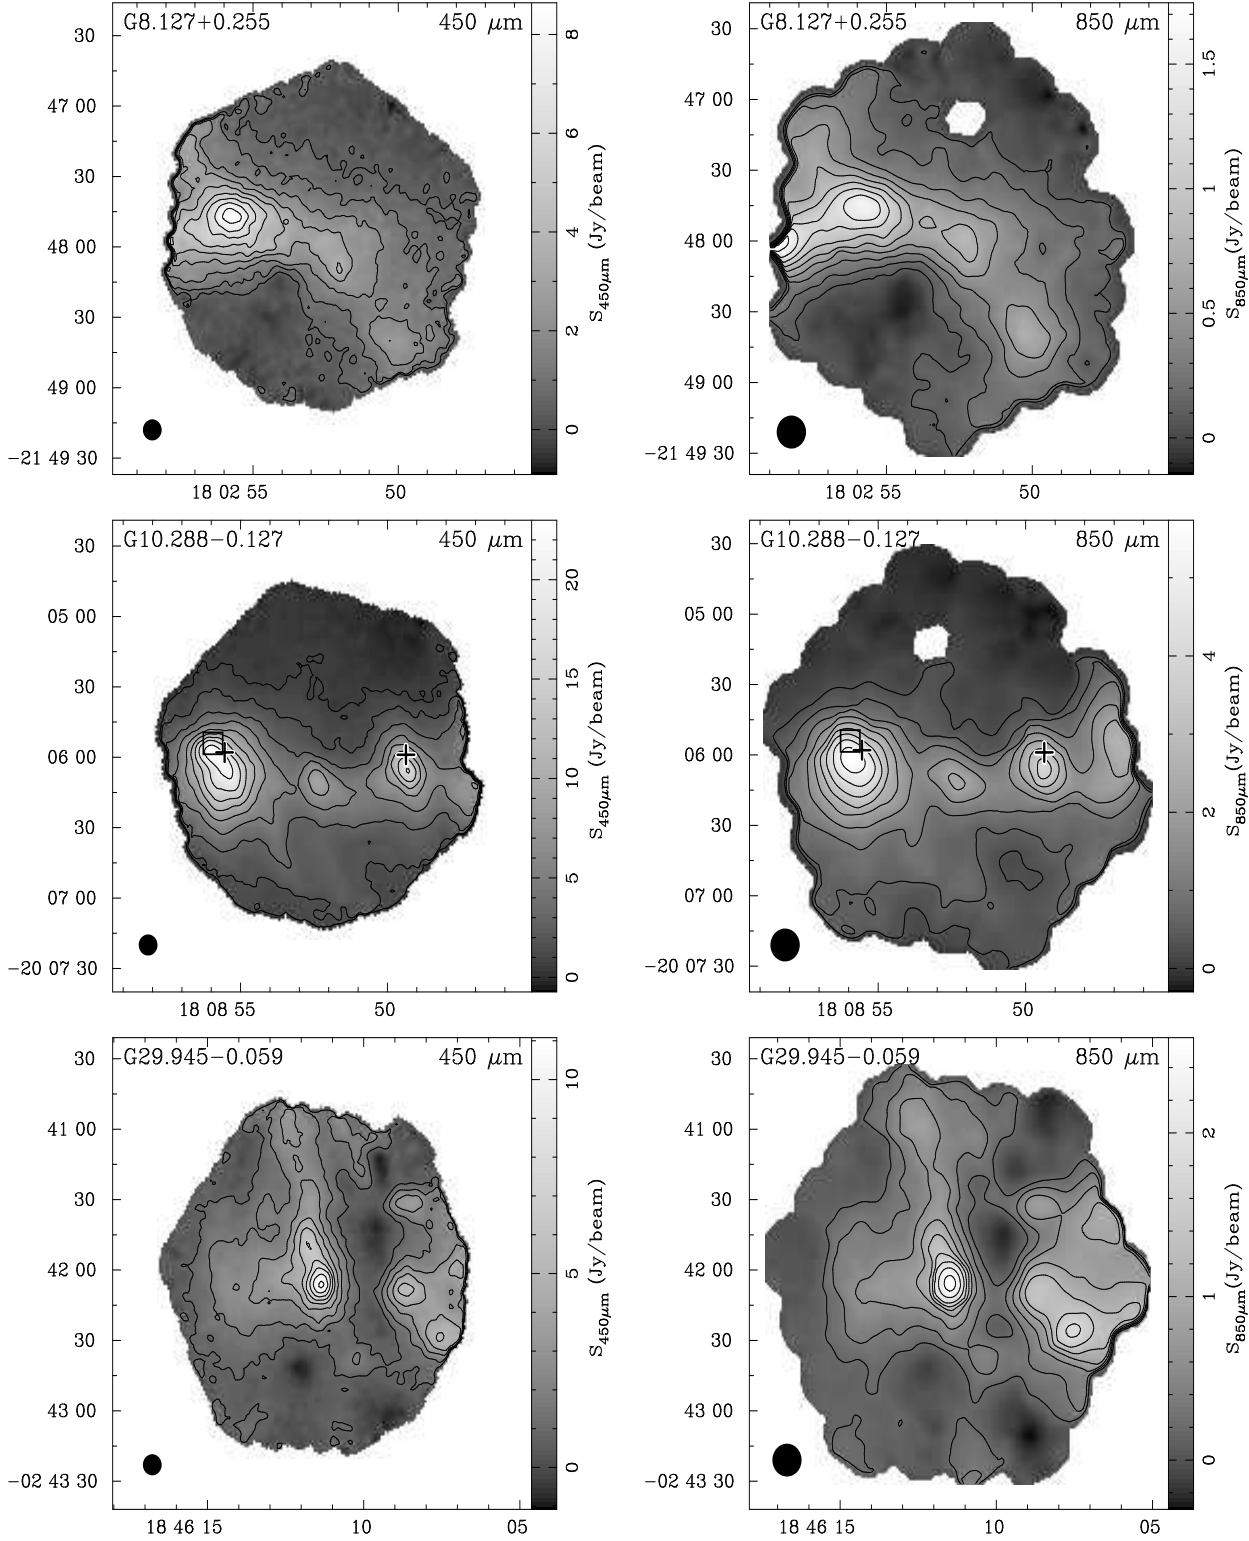 G8.127+0.255 450 μm
30
47 00
30
48 00
30
49 00
−21 49 30
18 02 55 50
0 2 4 6 8
S450μm (Jy/beam)
G8.127+0.255 850 μm
30
47 00
30
48 00
30
49 00
−21 49 30
18 02 55 50
0 0.5 1 1.5
S850μm(Jy/beam)
G10.288−0.127 450 μm
30
05 00
30
06 00
30
07 00
−20 07 30
18 08 55 50
0 5 10 15 20
S450μm (Jy/beam)
G10.288−0.127 850 μm
30
05 00
30
06 00
30
07 00
−20 07 30
18 08 55 50
0 2 4
S850μm(Jy/beam)
G29.945−0.059 450 μm
30
41 00
30
42 00
30
43 00
−02 43 30
18 46 15 10 05
0 5 10
S450μm (Jy/beam)
G29.945−0.059 850 μm
30
41 00
30
42 00
30
43 00
−02 43 30
18 46 15 10 05
0 1 2
S850μm(Jy/beam)